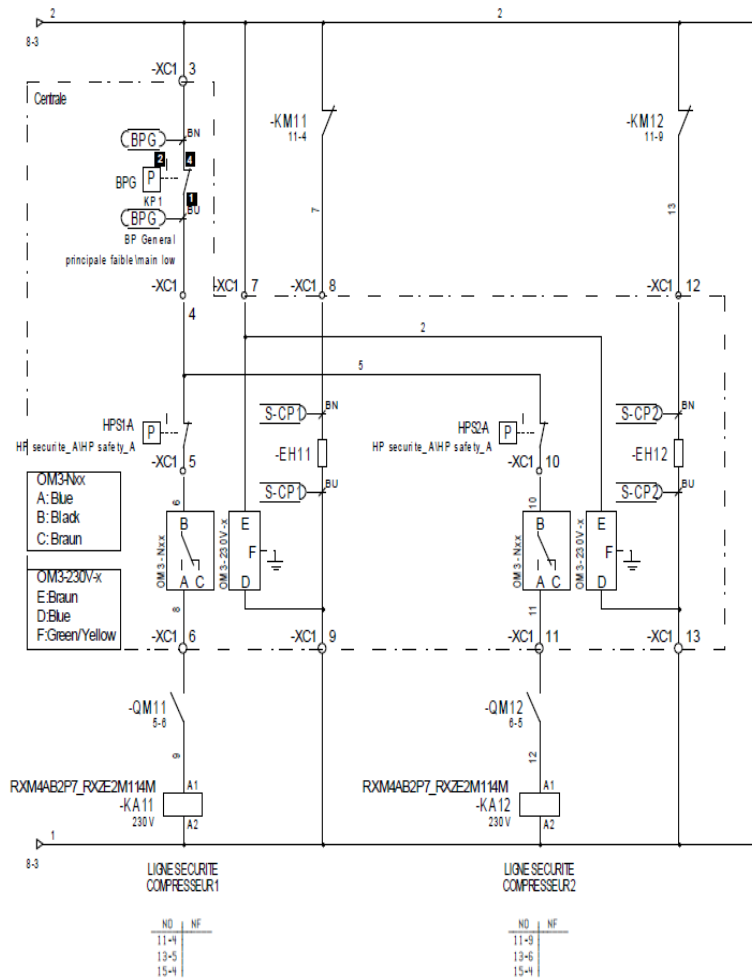 2
2
8-3
-XC1 3
Centrale
-KM11
11-4
-KM12
11-9
BPG
BN
2
4
BPG
P
KP1
1
BPG
BU
BP General
principale faible\main low
7
13
-XC1
4
-XC1 7
-XC1 8
-XC1 12
2
5
HPS1-A
P
HP securite_A\HP safety_A
S-CP1
BN
-EH11
S-CP1
BU
HPS2-A
P
HP securite_A\HP safety_A
S-CP2
BN
-EH12
S-CP2
BU
-XC1 5
-XC1 10
6
10
OM3-Nxx
A: Blue
B: Black
C: Braun
OM3-230V-x
E:Braun
D:Blue
F:Green/Yellow
OM3-Nxx
B
A C
OM3-230V-x
E
F
D
OM3-Nxx
B
A C
OM3-230V-x
E
F
D
8
11
-XC1 6
-XC1 9
-XC1 11
-XC1 13
-QM11
5-6
-QM12
6-5
9
12
RXM4AB2P7_RXZE2M114M
-KA11
230V
A1
A2
RXM4AB2P7_RXZE2M114M
-KA12
230V
A1
A2
1
8-3
LIGNE SECURITE
COMPRESSEUR1
LIGNE SECURITE
COMPRESSEUR2
NO NF
11-4
13-5
15-4
NO NF
11-9
13-6
15-4